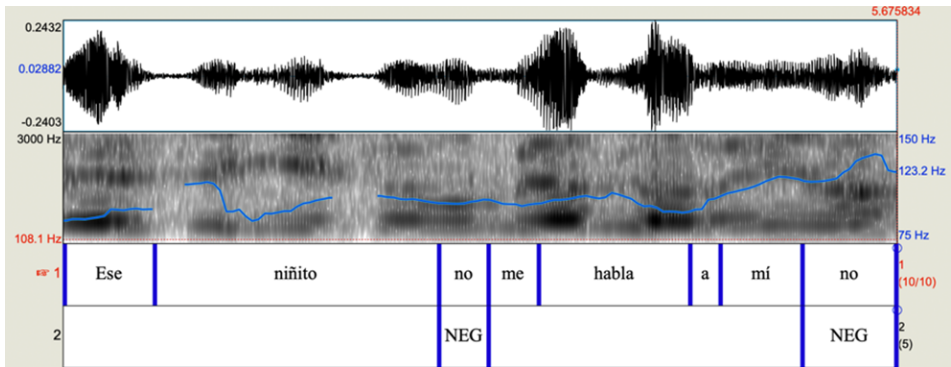 5.675834
0.2432
0.02882
-0.2403
3000 Hz 150 Hz
123.2 Hz
108.1 Hz 75 Hz
1 Ese niñito no me habla a mí no 1
(10/10)
2 NEG NEG 2
(5)